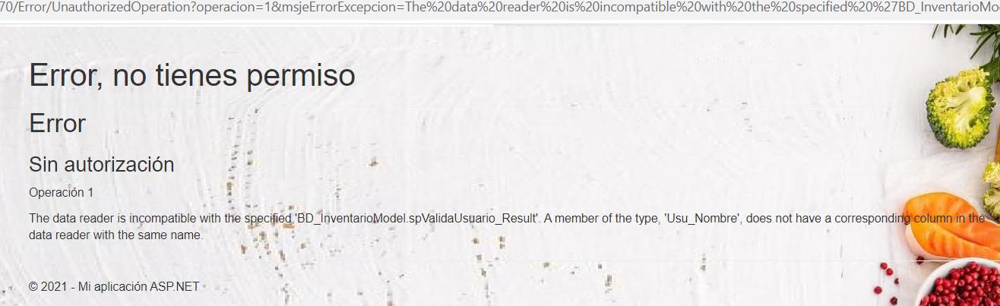 70/Error/UnauthorizedOperation?operacion=1&msjeErrorExcepcion=The%20data%20reader%20is%20incompatible%20with%20the%20specified%20%27BD_InventarioMo
Error, no tienes permiso
Error
Sin autorización
Operación 1
The data reader is incompatible with the specified 'BD_InventarioModel.spValidaUsuario_Result'. A member of the type, 'Usu_Nombre', does not have a corresponding column in the
data reader with the same name.
© 2021 - Mi aplicación ASP.NET